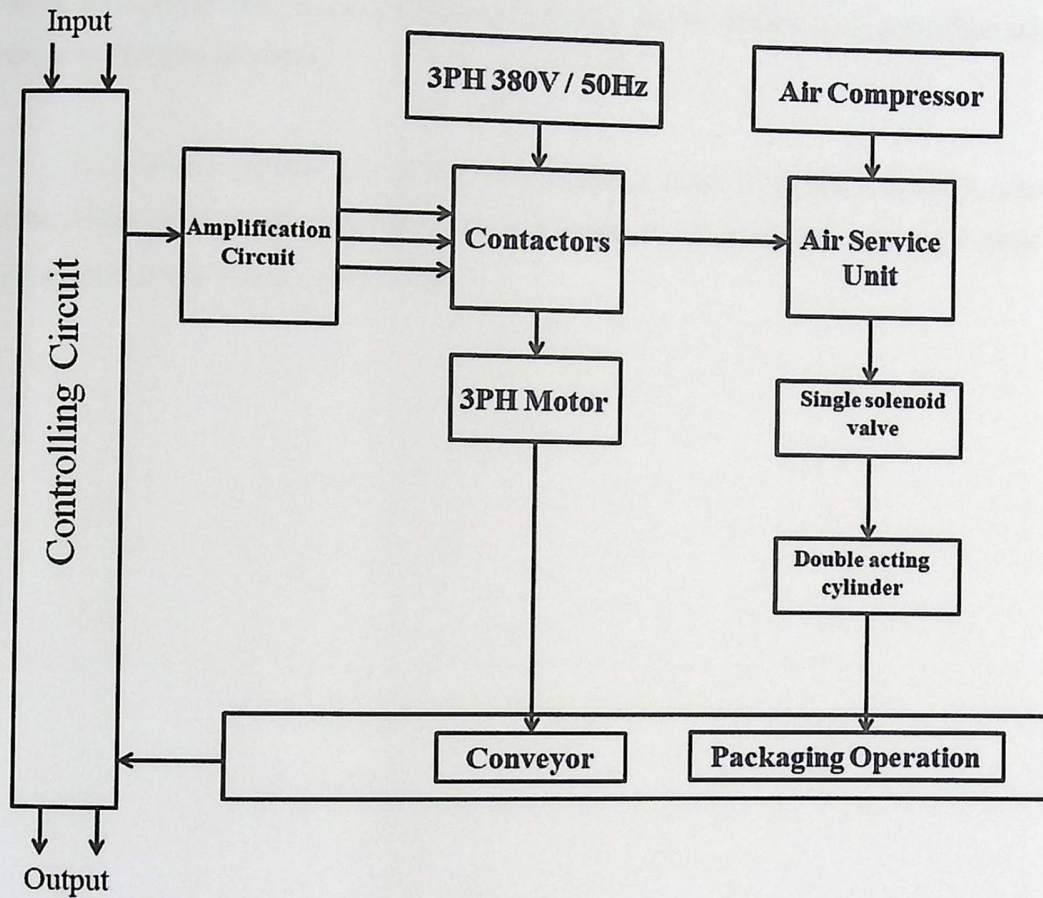 Input
3PH 380V / 50Hz
Air Compressor
Controlling Circuit
Amplification
Circuit
Contactors
Air Service
Unit
3PH Motor
Single solenoid
valve
Double acting
cylinder
Conveyor
Packaging Operation
Output